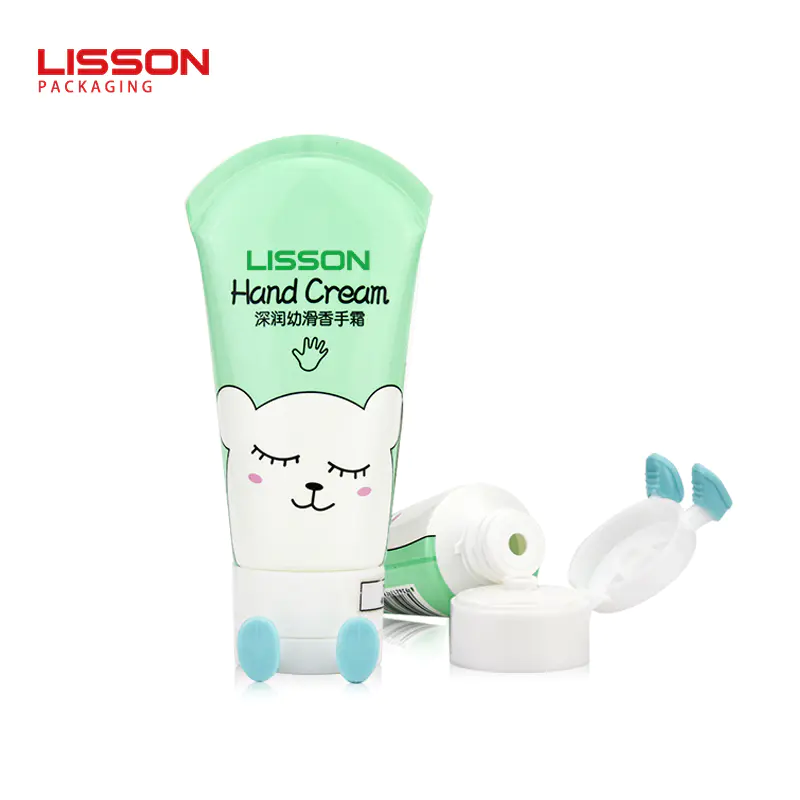 LISSON
PACKAGING
LISSON
Hand Cream
深润幼滑香手霜